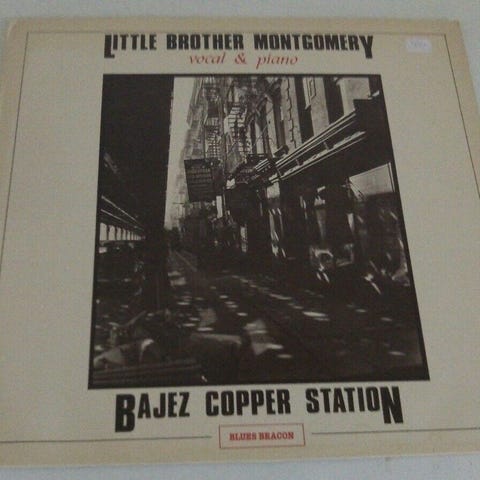 LITTLE BROTHER MONTGOMERY
vocal & piano
BAJEZ COPPER STATION
BLUES BEACON